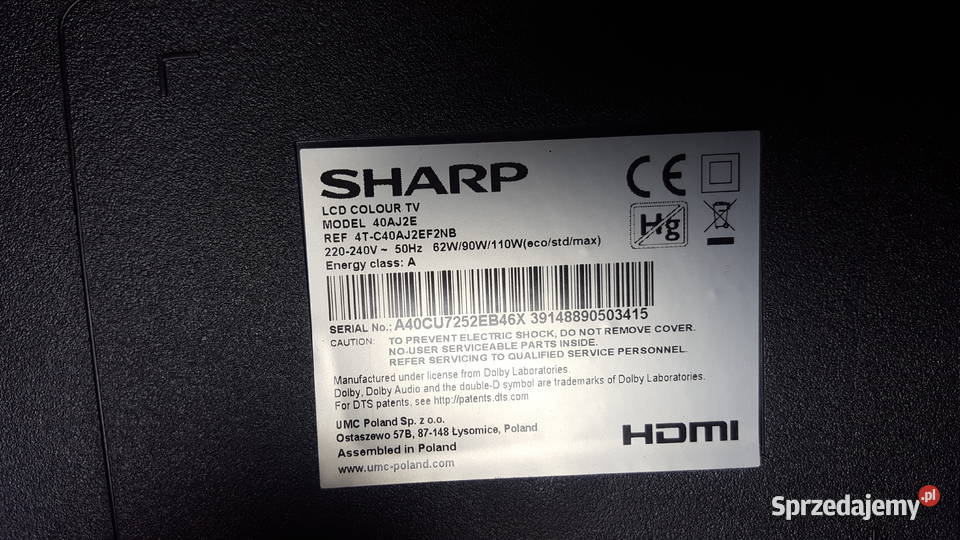 SHARP
LCD COLOUR TV
MODEL 40AJ2E
REF 4T-C40AJ2EF2NB
220-240V ~ 50Hz 62W/90W/110W(eco/std/max)
Energy class: A
Hg
SERIAL No.: A40CU7252EB46X 39148890503415
CAUTION: TO PREVENT ELECTRIC SHOCK, DO NOT REMOVE COVER.
NO-USER SERVICEABLE PARTS INSIDE.
REFER SERVICING TO QUALIFIED SERVICE PERSONNEL.
Manufactured under license from Dolby Laboratories.
Dolby, Dolby Audio and the double-D symbol are trademarks of Dolby Laboratories.
For DTS patents, see http://patents.dts.com
UMC Poland Sp. z o.o.
Ostaszewo 57B, 87-148 Łysomice, Poland
Assembled in Poland
www.umc-poland.com
HDMI
Sprzedajemy.pl